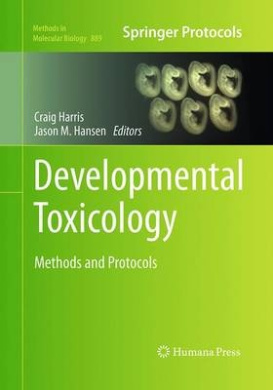 Methods in
Molecular Biology 889
Springer Protocols
Craig Harris
Jason M. Hansen Editors
Developmental
Toxicology
Methods and Protocols
Humana Press